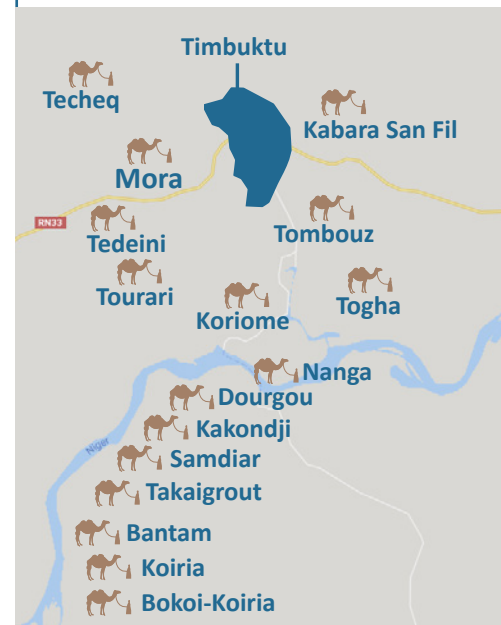 Timbuktu
Techeq
Kabara San Fil
Mora
RN33
Tedeini
Tombouz
Tourari
Koriome
Togha
Nanga
Dourgou
Kakondji
Niger
Samdiar
Takaigrout
Bantam
Koiria
Bokoi-Koiria